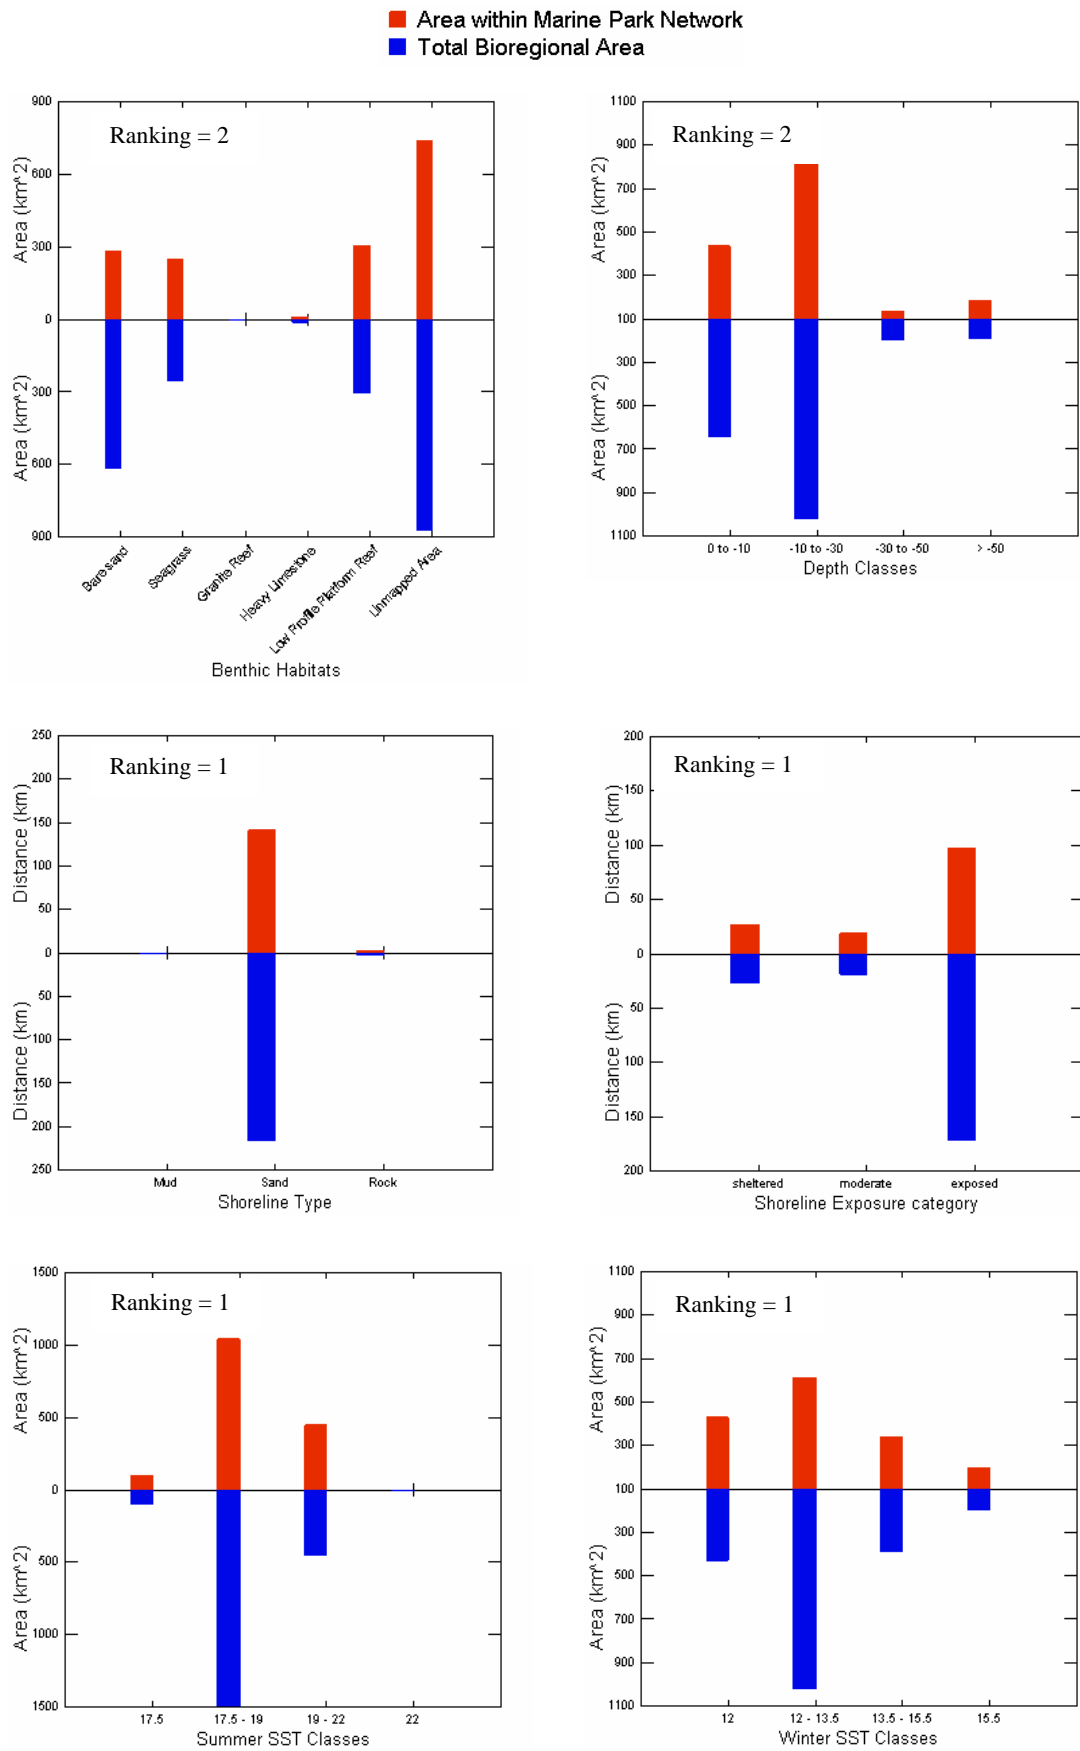 Area within Marine Park Network
Total Bioregional Area
Ranking = 2
900
600
300
0
300
600
900
Area (km^2)
Area (km^2)
Baresand
Seagrass
Granite Reef
Heavy Limestone
Low Profile Platform Reef
Unmapped Area
Benthic Habitats
Ranking = 2
1100
900
700
500
300
100
300
500
700
900
1100
Area (km^2)
Area (km^2)
0 to -10
-10 to -30
-30 to -50
> -50
Depth Classes
Ranking = 1
250
200
150
100
50
0
50
100
150
200
250
Distance (km)
Distance (km)
Mud
Sand
Rock
Shoreline Type
Ranking = 1
200
150
100
50
0
50
100
150
200
Distance (km)
Distance (km)
sheltered
moderate
exposed
Shoreline Exposure category
Ranking = 1
1500
1000
500
0
500
1000
1500
Area (km^2)
Area (km^2)
17.5
17.5 - 19
19 - 22
22
Summer SST Classes
Ranking = 1
1100
900
700
500
300
100
300
500
700
900
1100
Area (km^2)
Area (km^2)
12
12 - 13.5
13.5 - 15.5
15.5
Winter SST Classes